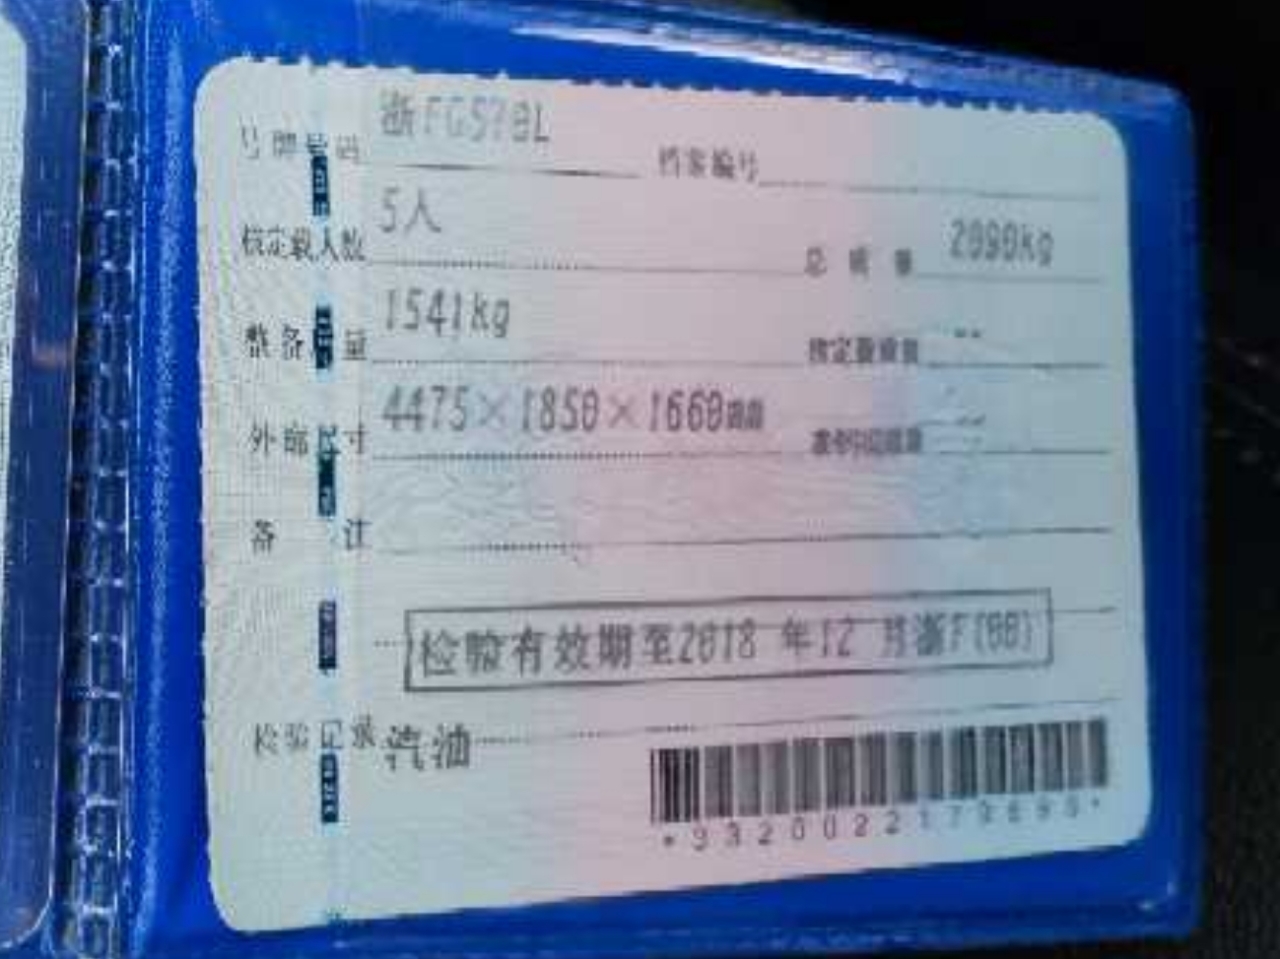 号牌号码 浙FG570L 档案编号
核定载人数 5人 总质量 2090kg
整备质量 1541kg 核定载质量 --
外廓尺寸 4475×1850×1660mm 准牵引总质量 --
备注
检验有效期至2018 年12 月浙F(00)
检验记录 汽油